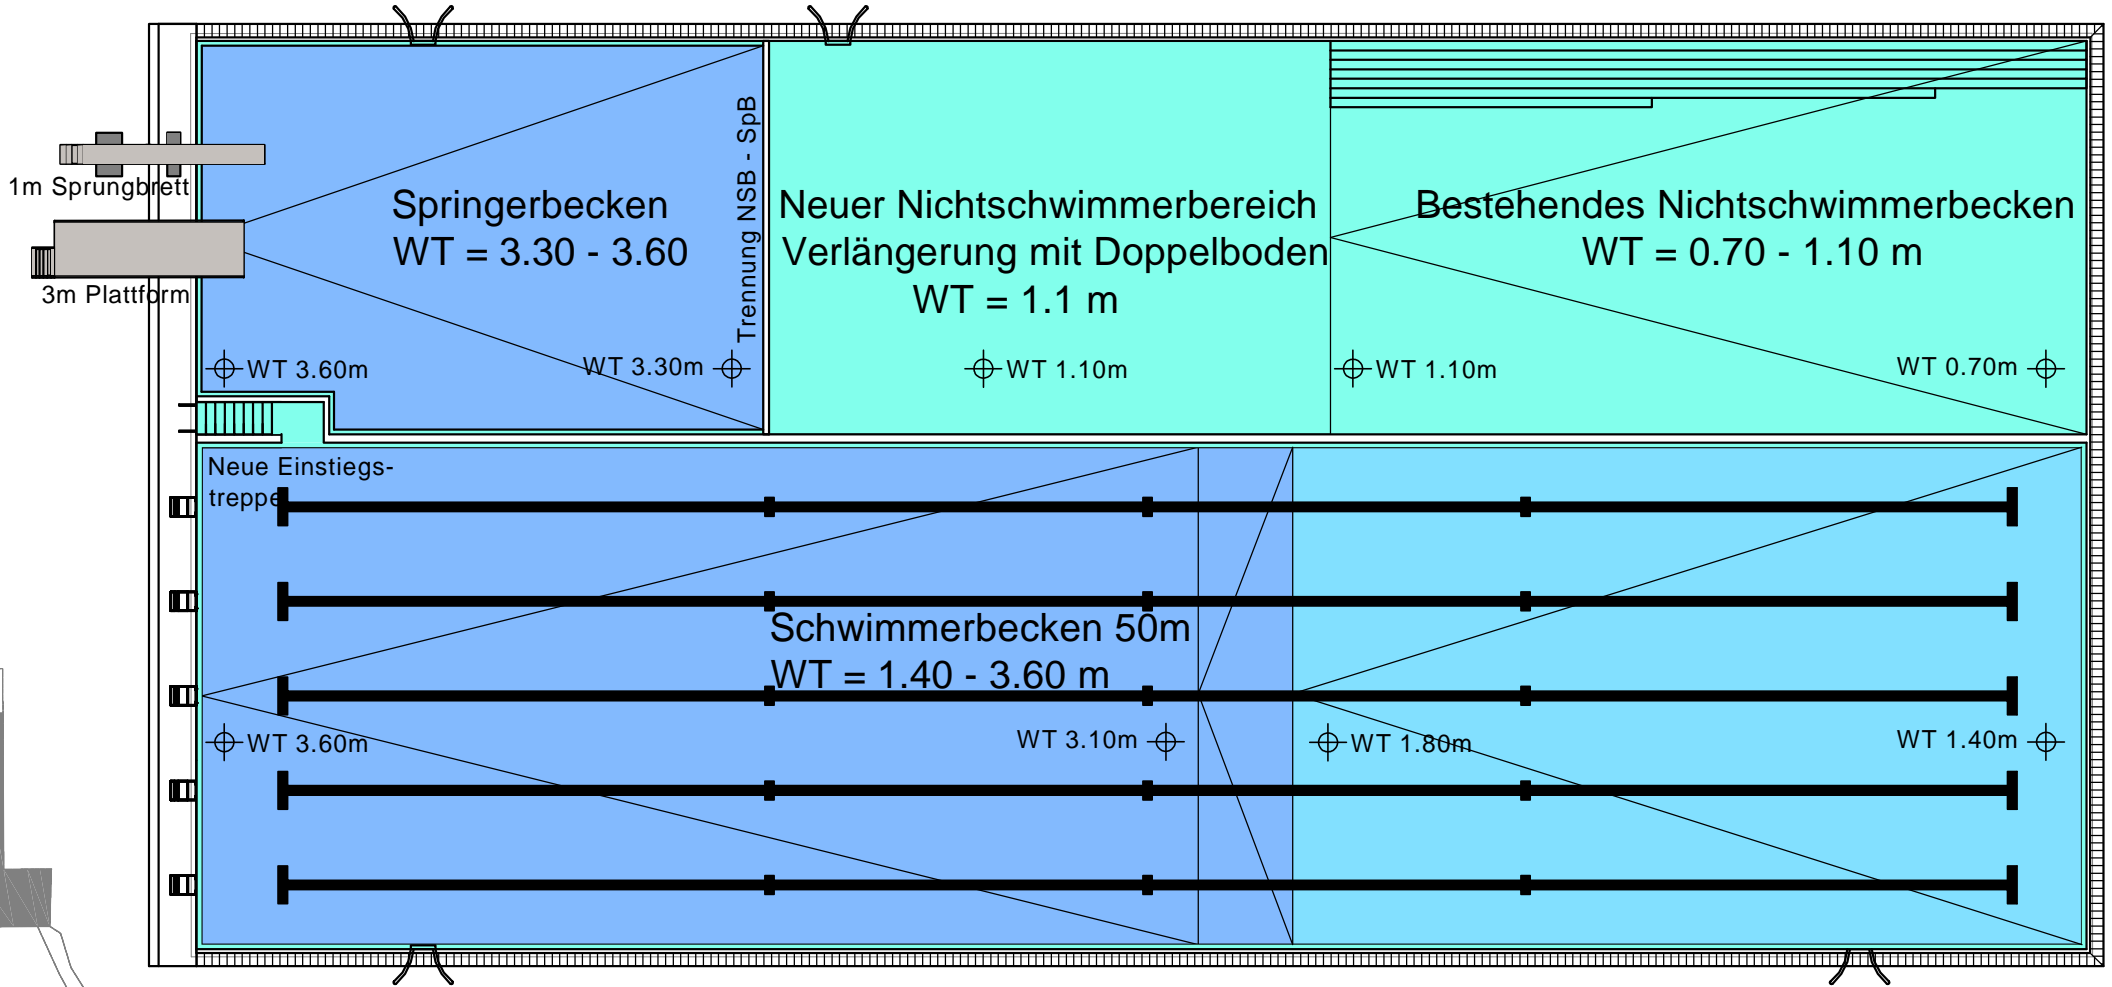 1m Sprungbrett
3m Plattform
Springerbecken
WT = 3.30 - 3.60
WT 3.60m
WT 3.30m
Trennung NSB - SpB
Neuer Nichtschwimmerbereich
Verlängerung mit Doppelboden
WT = 1.1 m
WT 1.10m
Bestehendes Nichtschwimmerbecken
WT = 0.70 - 1.10 m
WT 1.10m
WT 0.70m
Neue Einstiegs-
treppe
Schwimmerbecken 50m
WT = 1.40 - 3.60 m
WT 3.60m
WT 3.10m
WT 1.80m
WT 1.40m